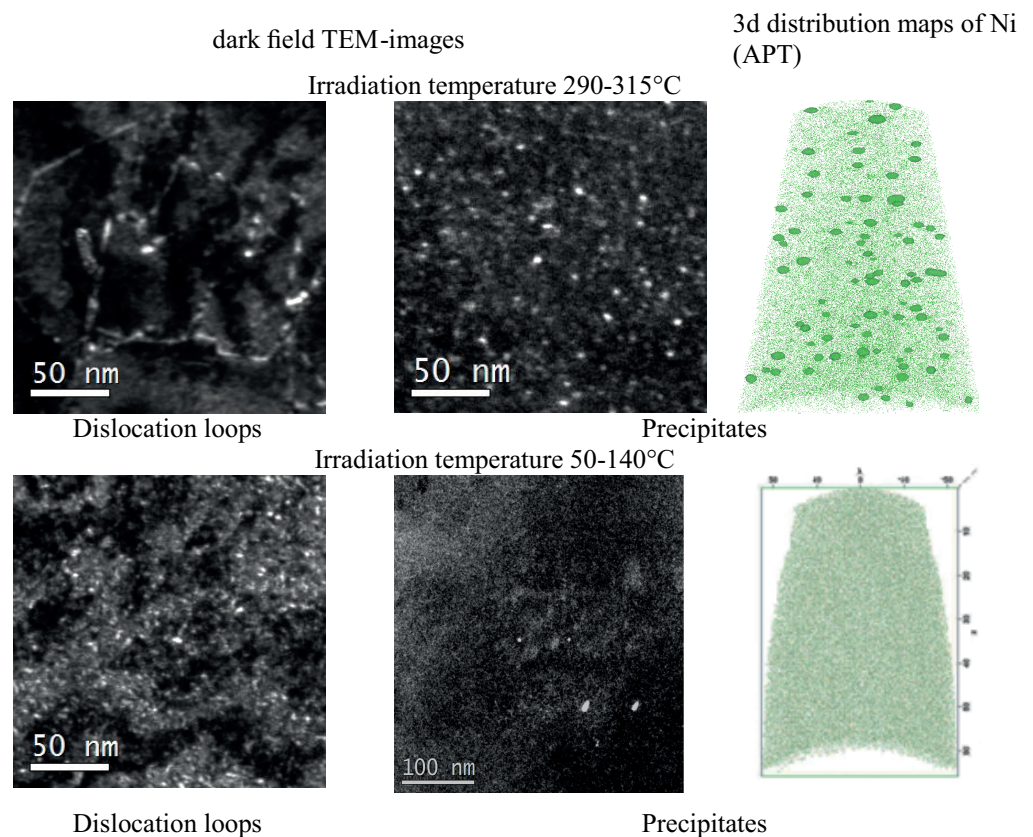 dark field TEM-images
3d distribution maps of Ni
(APT)
Irradiation temperature 290-315°C
50 nm
50 nm
Dislocation loops
Precipitates
Irradiation temperature 50-140°C
50 nm
100 nm
Dislocation loops
Precipitates